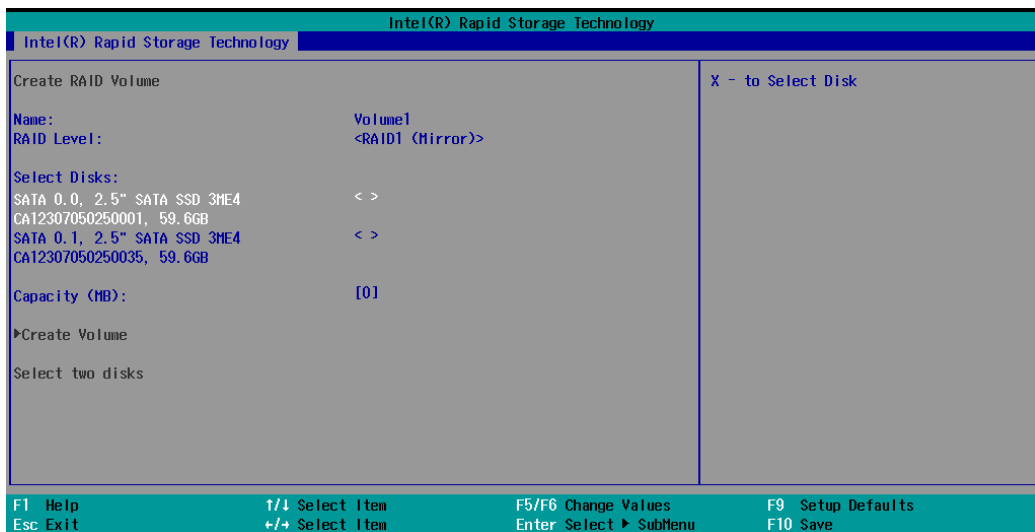 Intel(R) Rapid Storage Technology
Intel(R) Rapid Storage Technology
Create RAID Volume
X - to Select Disk
Name: Volume1
RAID Level: <RAID1 (Mirror)>
Select Disks:
SATA 0.0, 2.5" SATA SSD 3ME4 < >
CA12307050250001, 59.6GB
SATA 0.1, 2.5" SATA SSD 3ME4 < >
CA12307050250035, 59.6GB
Capacity (MB): [0]
▶Create Volume
Select two disks
F1 Help ↑/↓ Select Item F5/F6 Change Values F9 Setup Defaults
Esc Exit ←/→ Select Item Enter Select ▶ SubMenu F10 Save